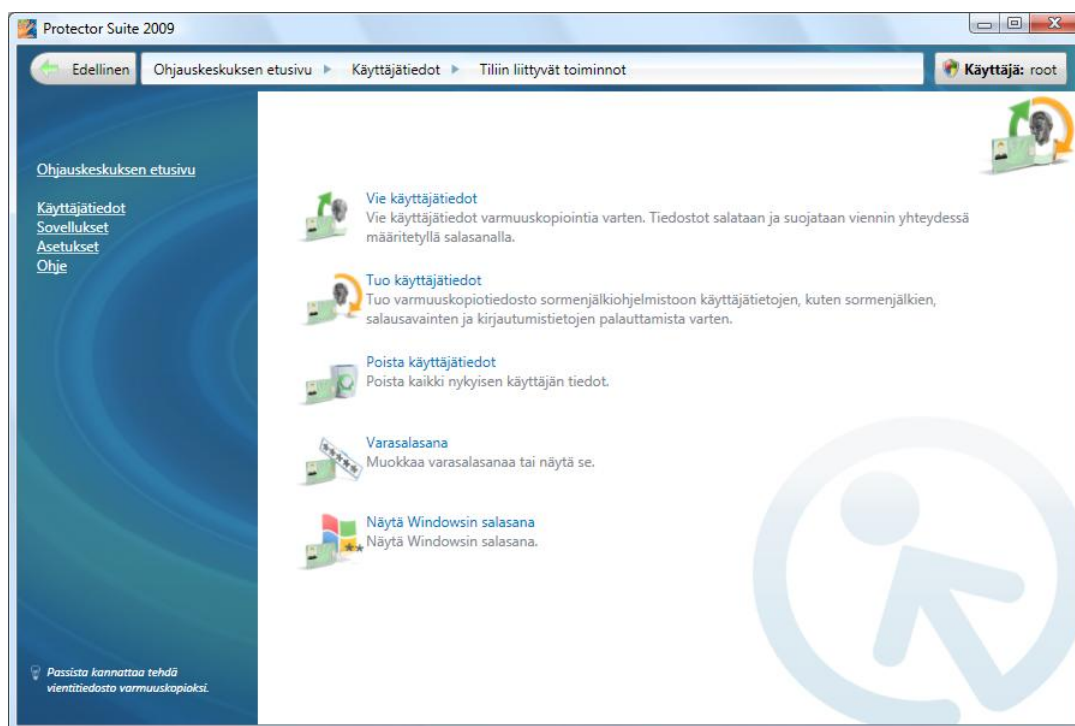 Protector Suite 2009
Edellinen
Ohjauskeskuksen etusivu
Käyttäjätiedot
Tiliin liittyvät toiminnot
Käyttäjä: root
Ohjauskeskuksen etusivu
Käyttäjätiedot
Sovellukset
Asetukset
Ohje
Vie käyttäjätiedot
Vie käyttäjätiedot varmuuskopiointia varten. Tiedostot salataan ja suojataan viennin yhteydessä
määritetyllä salasanalla.
Tuo käyttäjätiedot
Tuo varmuuskopiotiedosto sormenjälkiohjelmistoon käyttäjätietojen, kuten sormenjälkien,
salausavainten ja kirjautumistietojen palauttamista varten.
Poista käyttäjätiedot
Poista kaikki nykyisen käyttäjän tiedot.
Varasalasana
Muokkaa varasalasanaa tai näytä se.
Näytä Windowsin salasana
Näytä Windowsin salasana.
Passista kannattaa tehdä
vientitiedosto varmuuskopioksi.